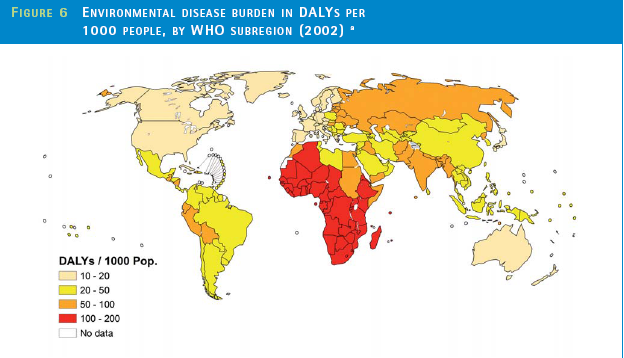 FIGURE 6 ENVIRONMENTAL DISEASE BURDEN IN DALYS PER
1000 PEOPLE, BY WHO SUBREGION (2002) a
DALYs / 1000 Pop.
10 - 20
20 - 50
50 - 100
100 - 200
No data